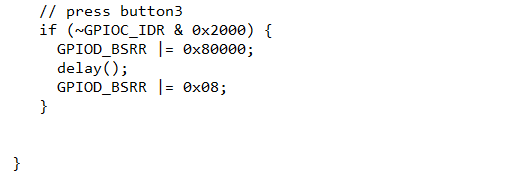 // press button3
if (~GPIOC_IDR & 0x2000) {
GPIOD_BSRR |= 0x80000;
delay();
GPIOD_BSRR |= 0x08;
}
}